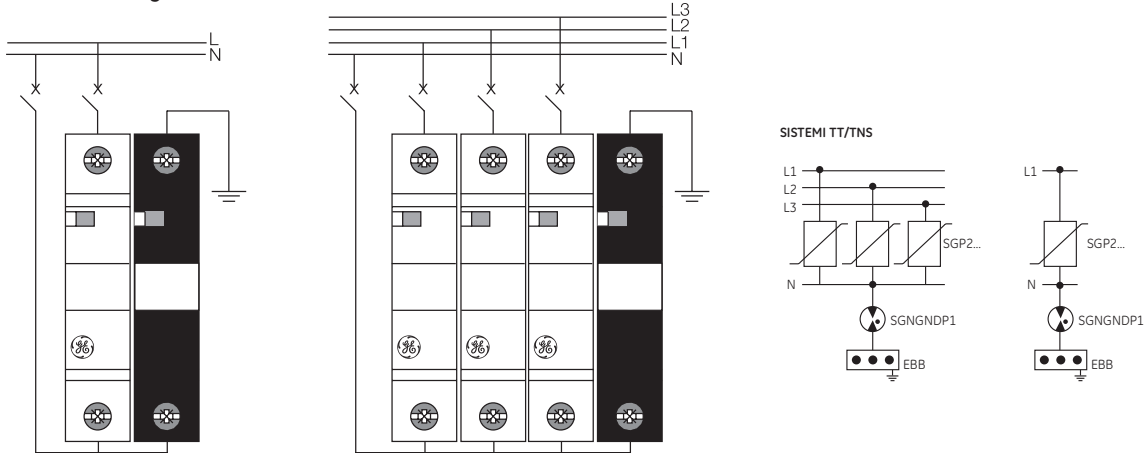 L
N
L3
L2
L1
N
SISTEMI TT/TNS
L1
L2
L3
SGP2...
N
SGNGNDP1
EBB
L1
SGP2...
N
SGNGNDP1
EBB